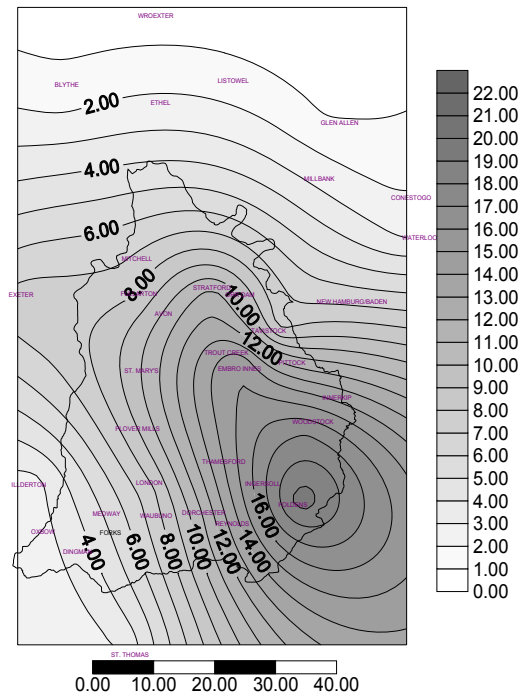 WROEXTER
BLYTHE
LISTOWEL
2.00
ETHEL
GLEN ALLEN
4.00
MILLBANK
CONESTOGO
6.00
WATERLOO
MITCHELL
8.00
EXETER
STRATFORD
10.00
NEW HAMBURG/BADEN
AVON
TAVISTOCK
12.00
TROUT CREEK
ST. MARY'S
EMBRO INNES
INNERKIP
WOODSTOCK
PLOVER MILLS
THAMESFORD
ILLDERTON
LONDON
INGERSOLL
16.00
FOLDENS
MEDWAY
WAUBUNO
DORCHESTER
REYNOLDS
OXBOW
FORKS
DINGMAN
4.00
6.00
8.00
10.00
12.00
14.00
ST. THOMAS
0.00 10.00 20.00 30.00 40.00
22.00
21.00
20.00
19.00
18.00
17.00
16.00
15.00
14.00
13.00
12.00
11.00
10.00
9.00
8.00
7.00
6.00
5.00
4.00
3.00
2.00
1.00
0.00